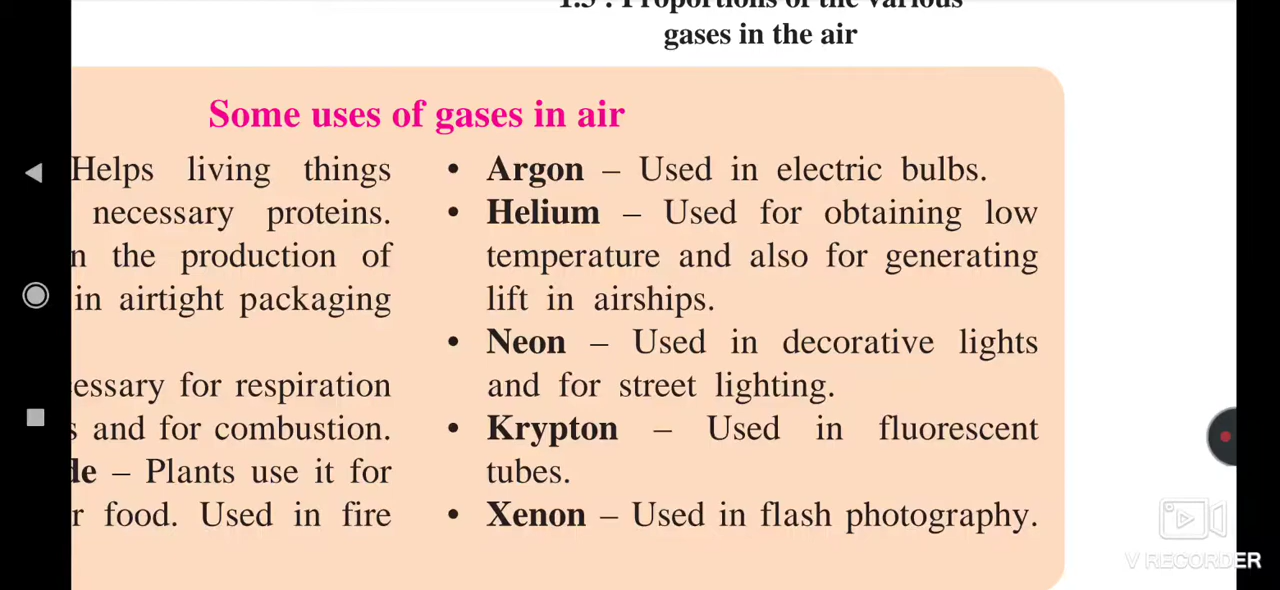 gases in the air
Some uses of gases in air
Helps living things
necessary proteins.
the production of
in airtight packaging
for respiration
and for combustion.
– Plants use it for
food. Used in fire
• Argon – Used in electric bulbs.
• Helium – Used for obtaining low
temperature and also for generating
lift in airships.
• Neon – Used in decorative lights
and for street lighting.
• Krypton – Used in fluorescent
tubes.
• Xenon – Used in flash photography.
V RECORDER